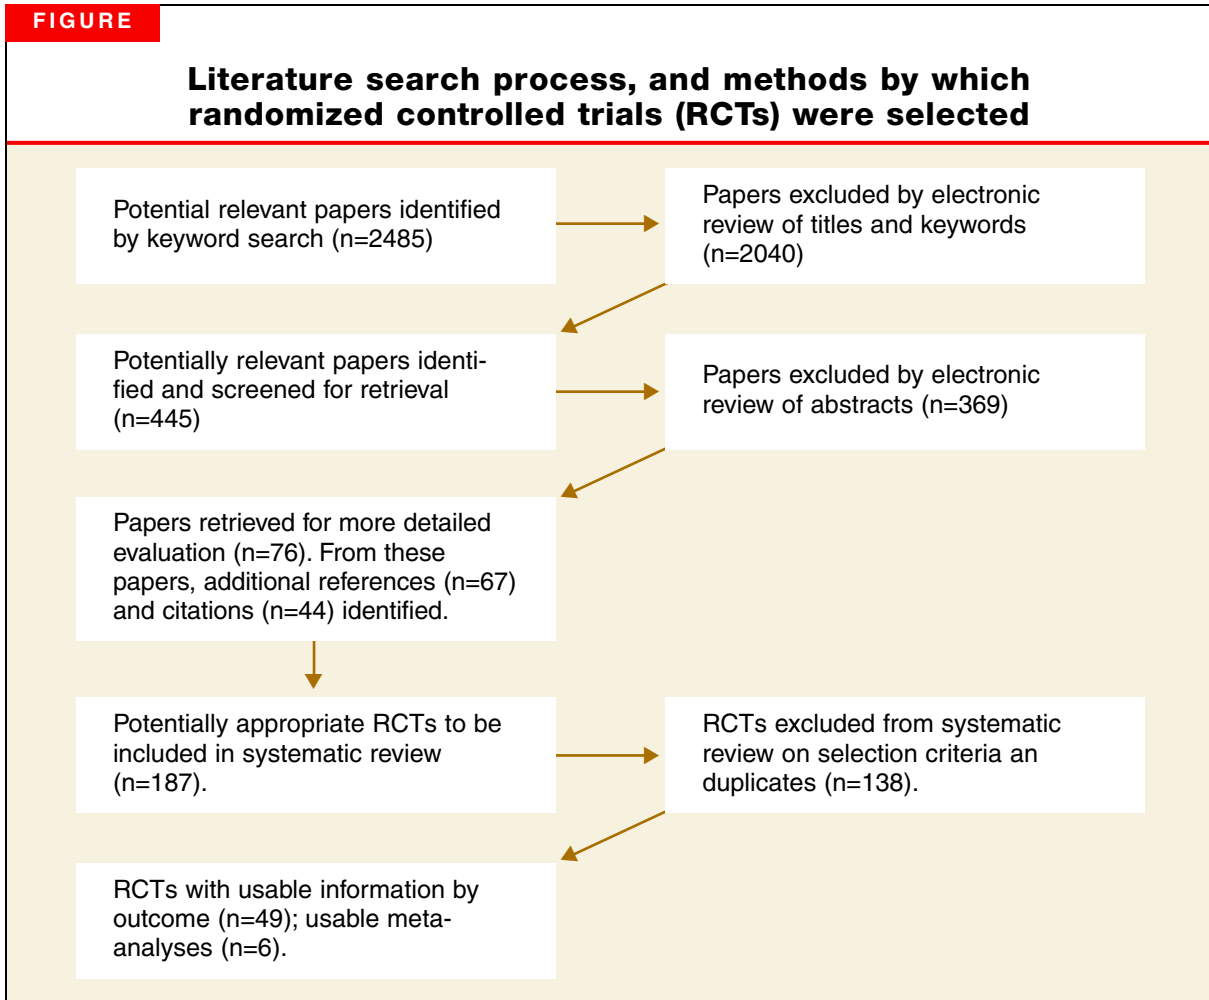 FIGURE
Literature search process, and methods by which
randomized controlled trials (RCTs) were selected
Potential relevant papers identified
by keyword search (n=2485)
Papers excluded by electronic
review of titles and keywords
(n=2040)
Potentially relevant papers identi-
fied and screened for retrieval
(n=445)
Papers excluded by electronic
review of abstracts (n=369)
Papers retrieved for more detailed
evaluation (n=76). From these
papers, additional references (n=67)
and citations (n=44) identified.
Potentially appropriate RCTs to be
included in systematic review
(n=187).
RCTs excluded from systematic
review on selection criteria an
duplicates (n=138).
RCTs with usable information by
outcome (n=49); usable meta-
analyses (n=6).